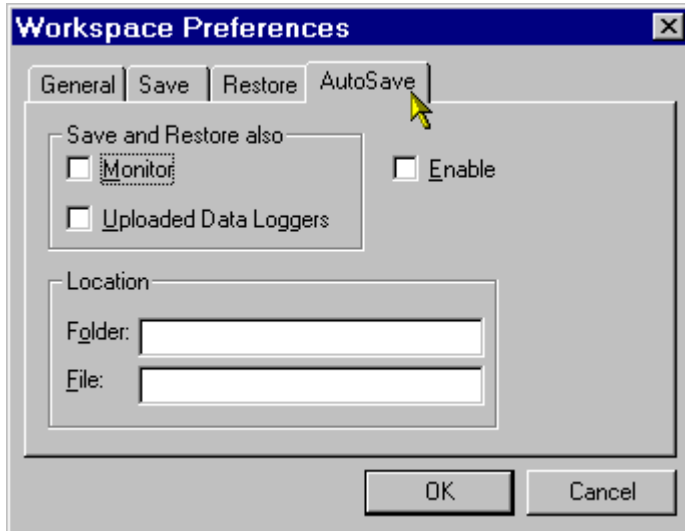 Workspace Preferences
General Save Restore AutoSave
Save and Restore also
Monitor
Enable
Uploaded Data Loggers
Location
Folder:
File:
OK Cancel